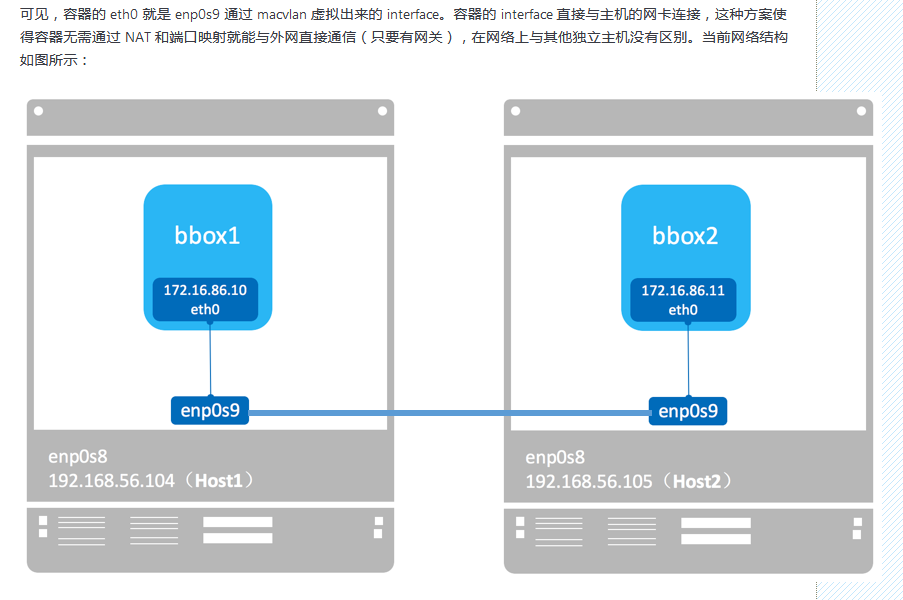 可见，容器的 eth0 就是 enp0s9 通过 macvlan 虚拟出来的 interface。容器的 interface 直接与主机的网卡连接，这种方案使
得容器无需通过 NAT 和端口映射就能与外网直接通信（只要有网关），在网络上与其他独立主机没有区别。当前网络结构
如图所示：
bbox1
172.16.86.10
eth0
enp0s9
enp0s8
192.168.56.104（Host1）
bbox2
172.16.86.11
eth0
enp0s9
enp0s8
192.168.56.105（Host2）